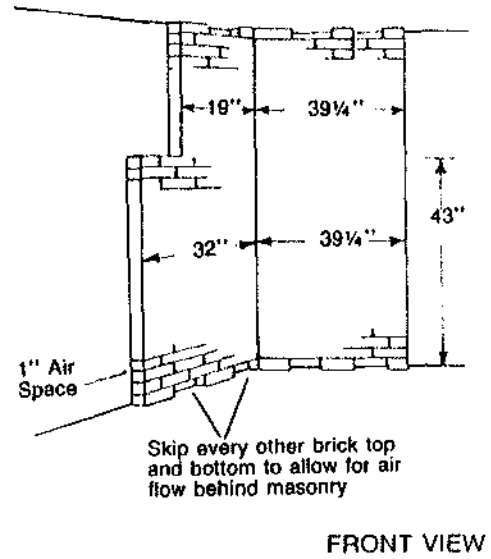 19"
39¼"
43"
32"
39¼"
1" Air
Space
Skip every other brick top
and bottom to allow for air
flow behind masonry
FRONT VIEW